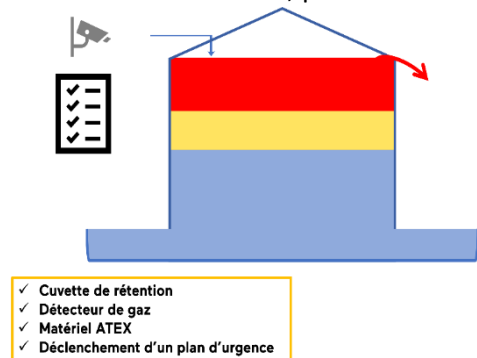 ✓ Cuvette de rétention
✓ Détecteur de gaz
✓ Matériel ATEX
✓ Déclenchement d'un plan d'urgence